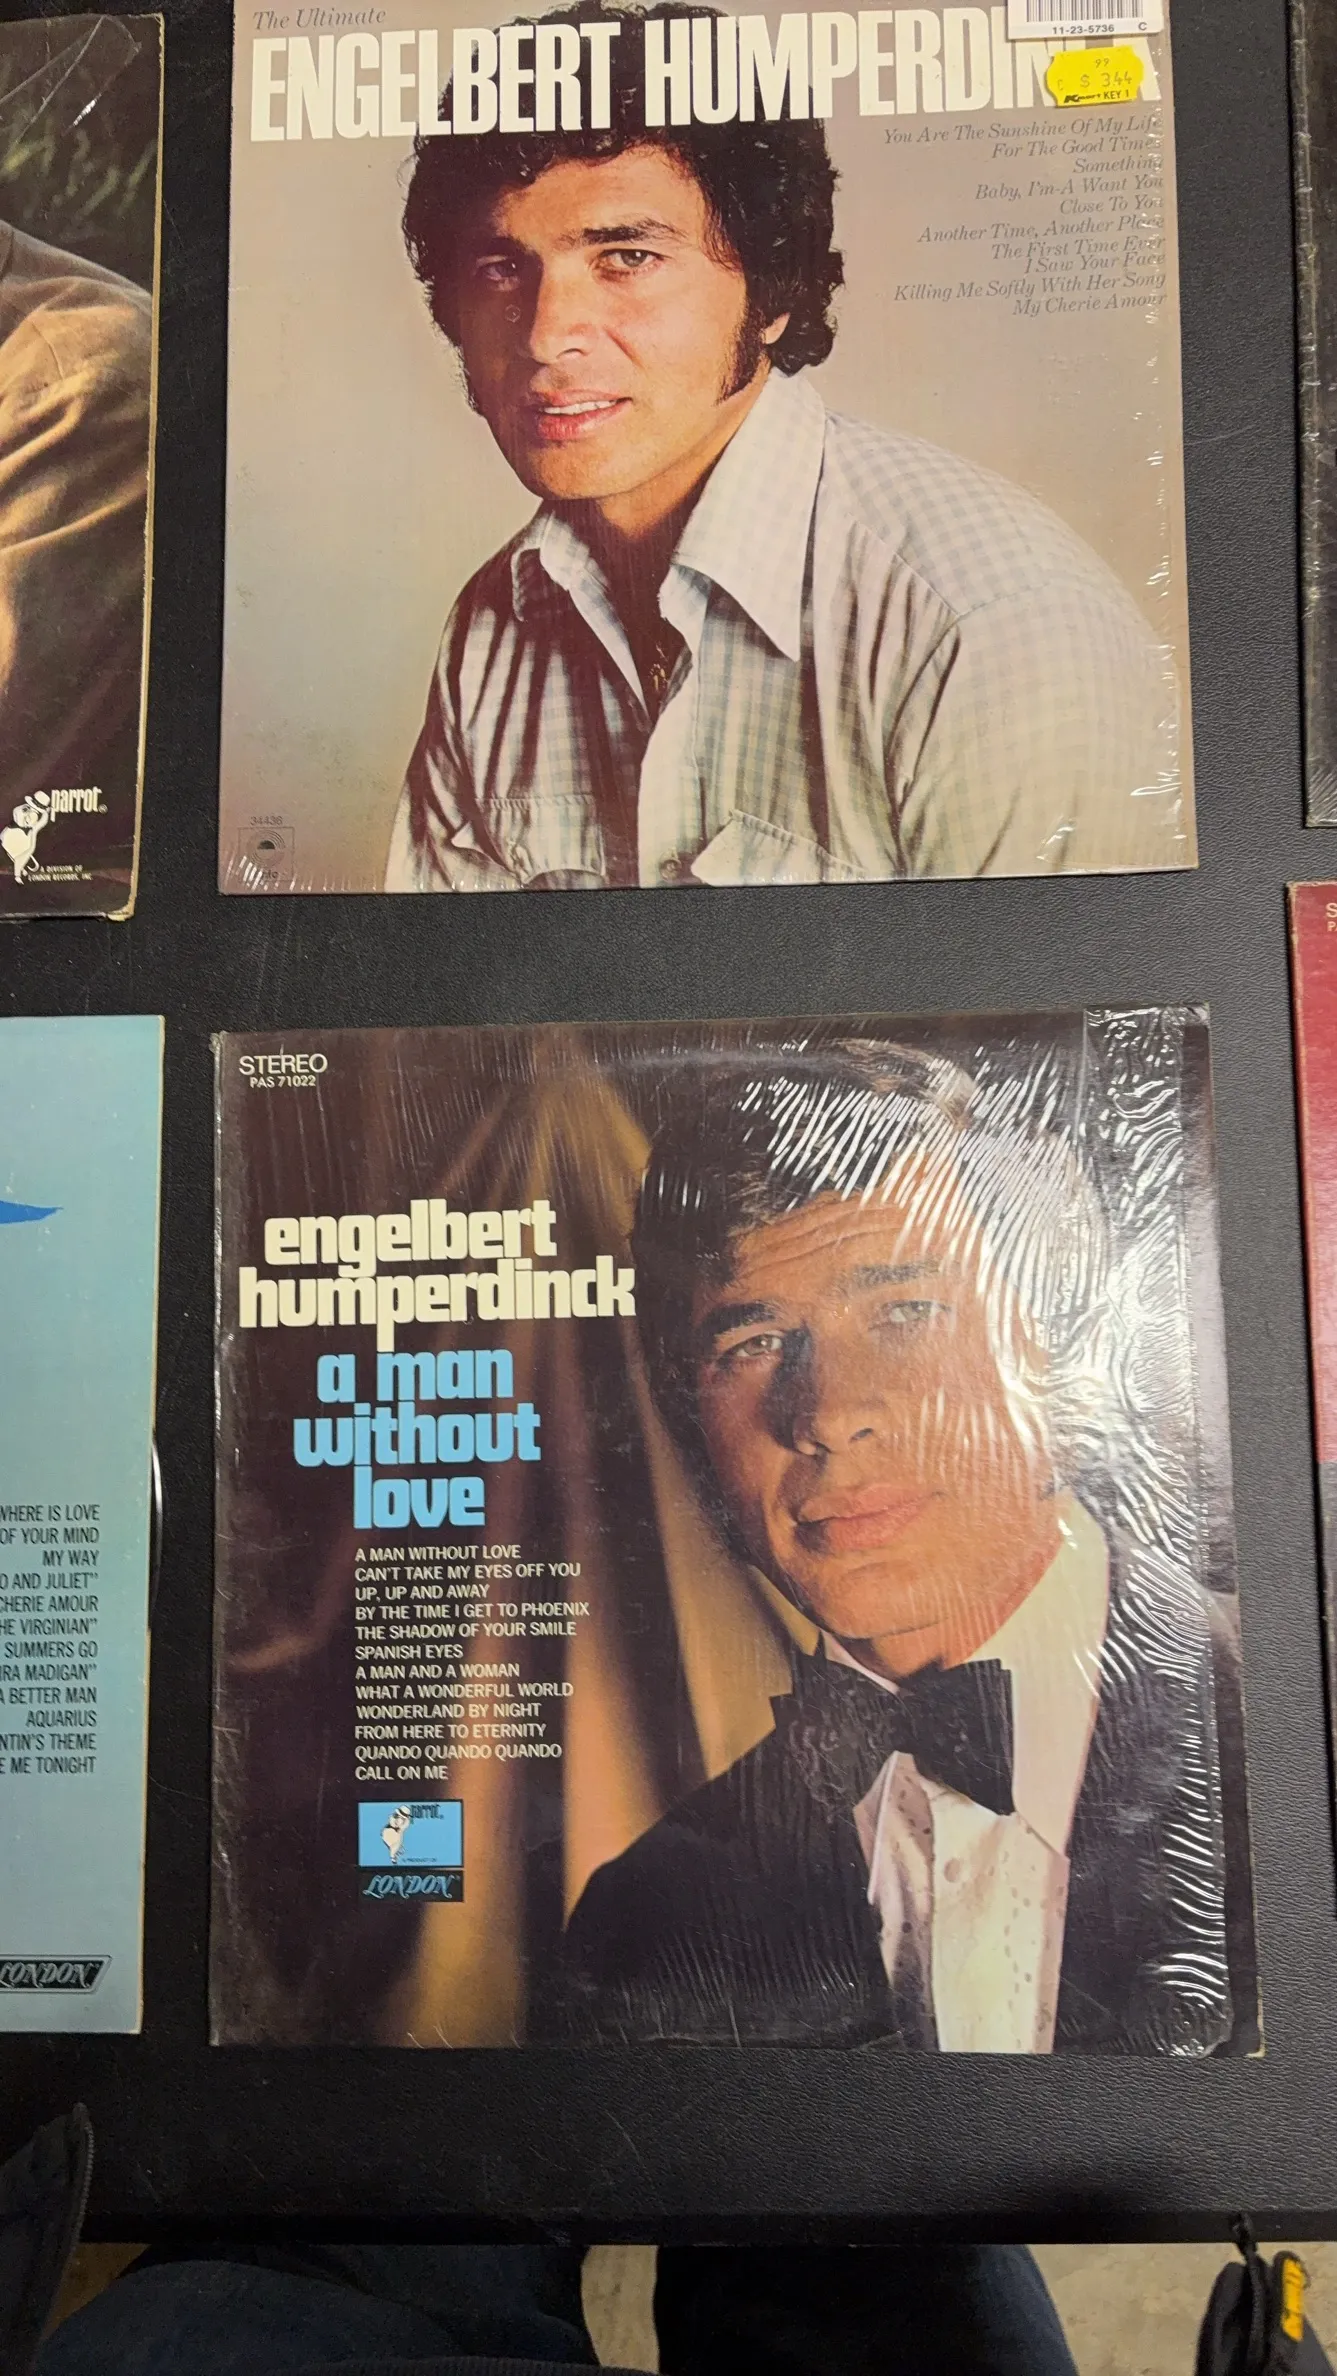 The Ultimate
ENGELBERT HUMPERDINCK
11-23-5736 C
99
$ 3.44
KEY 1
You Are The Sunshine Of My Life
For The Good Times
Something
Baby, I'm-A Want You
Close To You
Another Time, Another Place
The First Time Ever
I Saw Your Face
Killing Me Softly With Her Song
My Cherie Amour
34436
parrot
A DIVISION OF
LONDON RECORDS, INC.
STEREO
PAS 71022
engelbert
humperdinck
a man
without
love
A MAN WITHOUT LOVE
CAN'T TAKE MY EYES OFF YOU
UP, UP AND AWAY
BY THE TIME I GET TO PHOENIX
THE SHADOW OF YOUR SMILE
SPANISH EYES
A MAN AND A WOMAN
WHAT A WONDERFUL WORLD
WONDERLAND BY NIGHT
FROM HERE TO ETERNITY
QUANDO QUANDO QUANDO
CALL ON ME
parrot
LONDON
WHERE IS LOVE
OF YOUR MIND
MY WAY
O AND JULIET"
CHERIE AMOUR
HE VIRGINIAN"
SUMMERS GO
IRA MADIGAN"
A BETTER MAN
AQUARIUS
NTIN'S THEME
E ME TONIGHT
LONDON